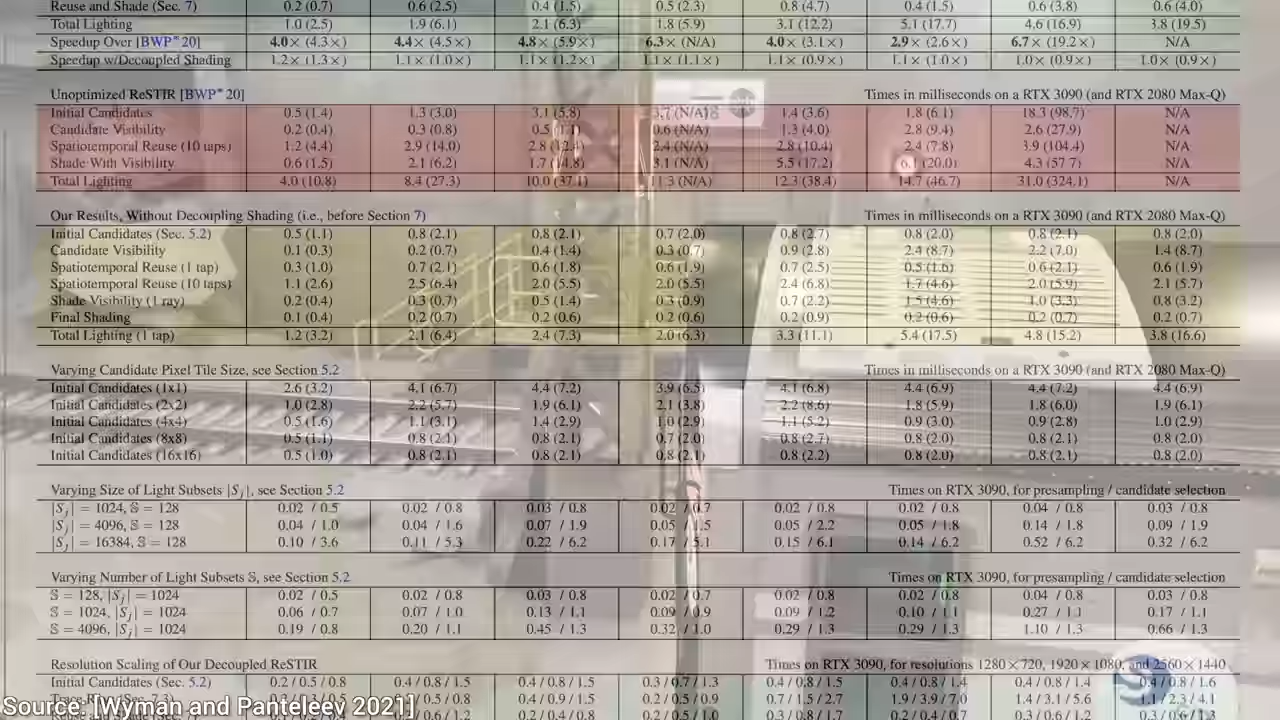 Reuse and Shade (Sec. 7) 0.2 (0.7) 0.6 (2.5) 0.4 (1.5) 0.5 (2.3) 0.8 (4.7) 0.4 (1.5) 0.6 (3.8) 0.6 (4.0)
Total Lighting 1.0 (2.5) 1.9 (6.1) 2.1 (6.3) 1.8 (5.9) 3.1 (12.2) 5.1 (17.7) 4.6 (16.9) 3.8 (19.5)
Speedup Over [BWP*20] 4.0× (4.3×) 4.4× (4.5×) 4.8× (5.9×) 6.3× (N/A) 4.0× (3.1×) 2.9× (2.6×) 6.7× (19.2×) N/A
Speedup w/Decoupled Shading 1.2× (1.3×) 1.1× (1.0×) 1.1× (1.2×) 1.1× (1.1×) 1.1× (0.9×) 1.1× (1.0×) 1.0× (0.9×) 1.0× (0.9×)
Unoptimized ReSTIR [BWP*20] Times in milliseconds on a RTX 3090 (and RTX 2080 Max-Q)
Initial Candidates 0.5 (1.4) 1.3 (3.0) 3.1 (5.8) 3.7 (N/A) 1.4 (3.6) 1.8 (6.1) 18.3 (98.7) N/A
Candidate Visibility 0.2 (0.4) 0.3 (0.8) 0.5 (1.1) 0.6 (N/A) 1.3 (4.0) 2.8 (9.4) 2.6 (27.9) N/A
Spatiotemporal Reuse (10 taps) 1.2 (4.4) 2.9 (14.0) 2.8 (12.4) 2.4 (N/A) 2.8 (10.4) 2.4 (7.8) 3.9 (104.4) N/A
Shade With Visibility 0.6 (1.5) 2.1 (6.2) 1.7 (14.8) 3.1 (N/A) 5.5 (17.2) 6.1 (20.0) 4.3 (57.7) N/A
Total Lighting 4.0 (10.8) 8.4 (27.3) 10.0 (37.1) 11.3 (N/A) 12.3 (38.4) 14.7 (46.7) 31.0 (324.1) N/A
Our Results, Without Decoupling Shading (i.e., before Section 7) Times in milliseconds on a RTX 3090 (and RTX 2080 Max-Q)
Initial Candidates (Sec. 5.2) 0.5 (1.1) 0.8 (2.1) 0.8 (2.1) 0.7 (2.0) 0.8 (2.7) 0.8 (2.0) 0.8 (2.1) 0.8 (2.0)
Candidate Visibility 0.1 (0.3) 0.2 (0.7) 0.4 (1.4) 0.3 (0.7) 0.9 (2.8) 2.4 (8.7) 2.2 (7.0) 1.4 (8.7)
Spatiotemporal Reuse (1 tap) 0.3 (1.0) 0.7 (2.1) 0.6 (1.8) 0.6 (1.9) 0.7 (2.5) 0.5 (1.6) 0.6 (2.1) 0.6 (1.9)
Spatiotemporal Reuse (10 taps) 1.1 (2.6) 2.5 (6.4) 2.0 (5.5) 2.0 (5.5) 2.4 (6.8) 1.7 (4.6) 2.0 (5.9) 2.1 (5.7)
Shade Visibility (1 ray) 0.2 (0.4) 0.3 (0.7) 0.5 (1.4) 0.3 (0.9) 0.7 (2.2) 1.5 (4.6) 1.0 (3.3) 0.8 (3.2)
Final Shading 0.1 (0.4) 0.2 (0.7) 0.2 (0.6) 0.2 (0.6) 0.2 (0.9) 0.2 (0.6) 0.2 (0.7) 0.2 (0.7)
Total Lighting (1 tap) 1.2 (3.2) 2.1 (6.4) 2.4 (7.3) 2.0 (6.3) 3.3 (11.1) 5.4 (17.5) 4.8 (15.2) 3.8 (16.6)
Varying Candidate Pixel Tile Size, see Section 5.2 Times in milliseconds on a RTX 3090 (and RTX 2080 Max-Q)
Initial Candidates (1x1) 2.6 (3.2) 4.1 (6.7) 4.4 (7.2) 3.9 (6.5) 4.1 (6.8) 4.4 (6.9) 4.4 (7.2) 4.4 (6.9)
Initial Candidates (2x2) 1.0 (2.8) 2.2 (5.7) 1.9 (6.1) 2.1 (3.8) 2.2 (8.6) 1.8 (5.9) 1.8 (6.0) 1.9 (6.1)
Initial Candidates (4x4) 0.5 (1.6) 1.1 (3.1) 1.4 (2.9) 1.0 (2.9) 1.1 (5.2) 0.9 (3.0) 0.9 (2.8) 1.0 (2.9)
Initial Candidates (8x8) 0.5 (1.1) 0.8 (2.1) 0.8 (2.1) 0.7 (2.0) 0.8 (2.7) 0.8 (2.0) 0.8 (2.1) 0.8 (2.0)
Initial Candidates (16x16) 0.5 (1.0) 0.8 (2.1) 0.8 (2.1) 0.8 (2.1) 0.8 (2.2) 0.8 (2.0) 0.8 (2.1) 0.8 (2.0)
Varying Size of Light Subsets |Sj|, see Section 5.2 Times on RTX 3090, for presampling / candidate selection
|Sj| = 1024, 𝕊 = 128 0.02 / 0.5 0.02 / 0.8 0.03 / 0.8 0.02 / 0.7 0.02 / 0.8 0.02 / 0.8 0.04 / 0.8 0.03 / 0.8
|Sj| = 4096, 𝕊 = 128 0.04 / 1.0 0.04 / 1.6 0.07 / 1.9 0.05 / 1.5 0.05 / 2.2 0.05 / 1.8 0.14 / 1.8 0.09 / 1.9
|Sj| = 16384, 𝕊 = 128 0.10 / 3.6 0.11 / 5.3 0.22 / 6.2 0.17 / 5.1 0.15 / 6.1 0.14 / 6.2 0.52 / 6.2 0.32 / 6.2
Varying Number of Light Subsets 𝕊, see Section 5.2 Times on RTX 3090, for presampling / candidate selection
𝕊 = 128, |Sj| = 1024 0.02 / 0.5 0.02 / 0.8 0.03 / 0.8 0.02 / 0.7 0.02 / 0.8 0.02 / 0.8 0.04 / 0.8 0.03 / 0.8
𝕊 = 1024, |Sj| = 1024 0.06 / 0.7 0.07 / 1.0 0.13 / 1.1 0.09 / 0.9 0.09 / 1.2 0.10 / 1.1 0.27 / 1.1 0.17 / 1.1
𝕊 = 4096, |Sj| = 1024 0.19 / 0.8 0.20 / 1.1 0.45 / 1.3 0.32 / 1.0 0.29 / 1.3 0.29 / 1.3 1.10 / 1.3 0.66 / 1.3
Resolution Scaling of Our Decoupled ReSTIR Times on RTX 3090, for resolutions 1280×720, 1920×1080, and 2560×1440
Initial Candidates (Sec. 5.2) 0.2 / 0.5 / 0.8 0.4 / 0.8 / 1.5 0.4 / 0.8 / 1.5 0.3 / 0.7 / 1.3 0.4 / 0.8 / 1.5 0.4 / 0.8 / 1.4 0.4 / 0.8 / 1.4 0.4 / 0.8 / 1.6
0.4 / 0.9 / 1.5 0.2 / 0.5 / 0.9 0.7 / 1.5 / 2.7 1.9 / 3.9 / 7.0 1.4 / 3.1 / 5.6 1.1 / 2.3 / 4.1
Source: [Wyman and Panteleev 2021]